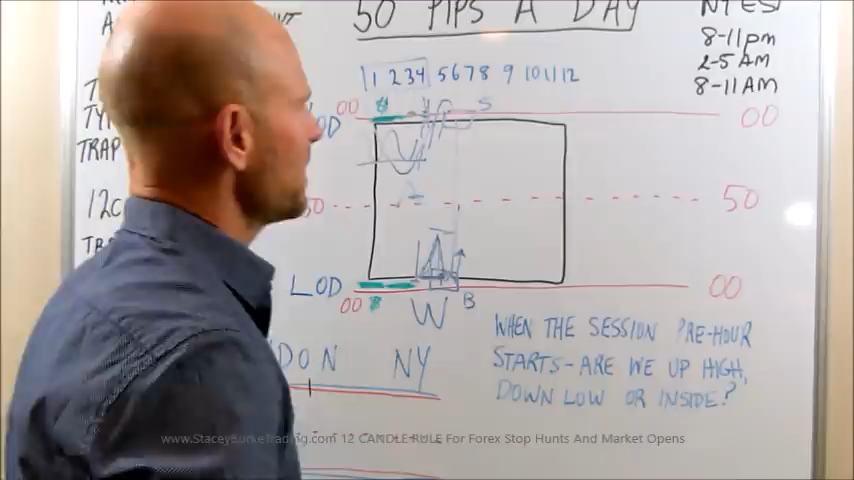 50 PIPS A DAY
8-11pm
2-5 AM
8-11 AM
1 2 3 4 5 6 7 8 9 10 11 12
00
00
S
TRAP
12
50
50
LOD
00
00
B
W
WHEN THE SESSION PRE-HOUR
STARTS - ARE WE UP HIGH,
DOWN LOW OR INSIDE?
NY
www.StaceyBurkeTrading.com 12 CANDLE RULE For Forex Stop Hunts And Market Opens